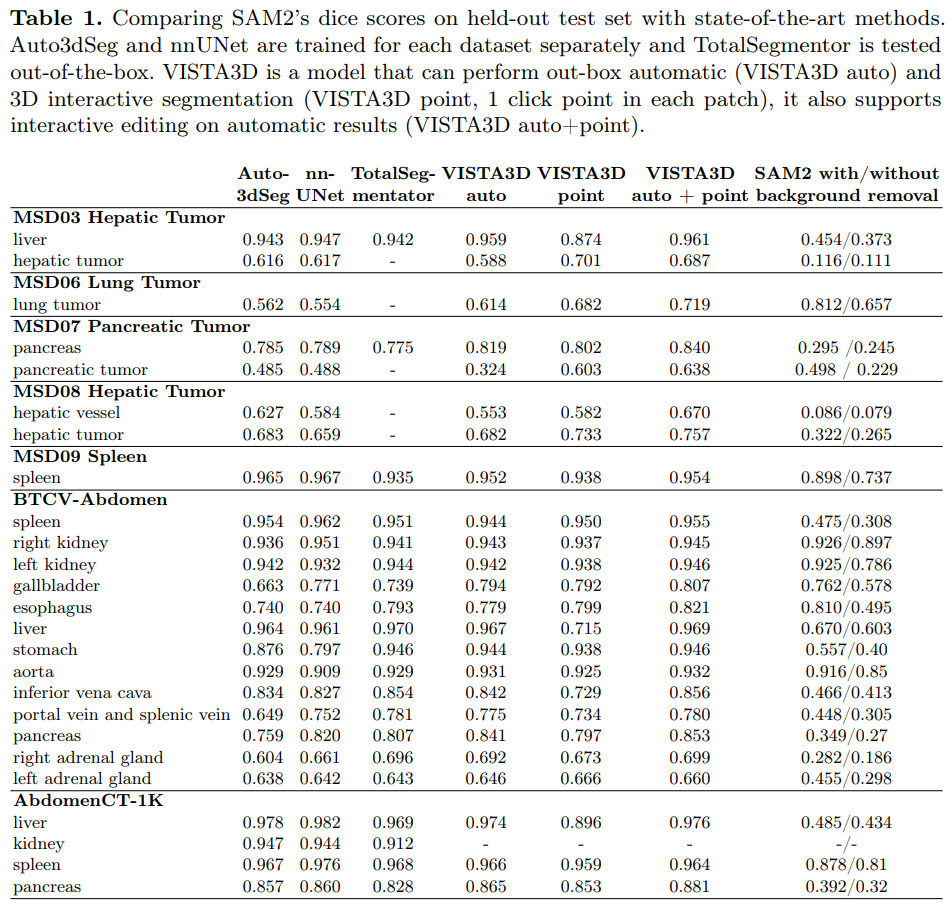 Table 1. Comparing SAM2's dice scores on held-out test set with state-of-the-art methods.
Auto3dSeg and nnUNet are trained for each dataset separately and TotalSegmentor is tested
out-of-the-box. VISTA3D is a model that can perform out-box automatic (VISTA3D auto) and
3D interactive segmentation (VISTA3D point, 1 click point in each patch), it also supports
interactive editing on automatic results (VISTA3D auto+point).
Auto- nn- TotalSeg- VISTA3D VISTA3D VISTA3D SAM2 with/without
3dSeg UNet mentator auto point auto + point background removal
MSD03 Hepatic Tumor
liver 0.943 0.947 0.942 0.959 0.874 0.961 0.454/0.373
hepatic tumor 0.616 0.617 - 0.588 0.701 0.687 0.116/0.111
MSD06 Lung Tumor
lung tumor 0.562 0.554 - 0.614 0.682 0.719 0.812/0.657
MSD07 Pancreatic Tumor
pancreas 0.785 0.789 0.775 0.819 0.802 0.840 0.295 /0.245
pancreatic tumor 0.485 0.488 - 0.324 0.603 0.638 0.498 / 0.229
MSD08 Hepatic Tumor
hepatic vessel 0.627 0.584 - 0.553 0.582 0.670 0.086/0.079
hepatic tumor 0.683 0.659 - 0.682 0.733 0.757 0.322/0.265
MSD09 Spleen
spleen 0.965 0.967 0.935 0.952 0.938 0.954 0.898/0.737
BTCV-Abdomen
spleen 0.954 0.962 0.951 0.944 0.950 0.955 0.475/0.308
right kidney 0.936 0.951 0.941 0.943 0.937 0.945 0.926/0.897
left kidney 0.942 0.932 0.944 0.942 0.938 0.946 0.925/0.786
gallbladder 0.663 0.771 0.739 0.794 0.792 0.807 0.762/0.578
esophagus 0.740 0.740 0.793 0.779 0.799 0.821 0.810/0.495
liver 0.964 0.961 0.970 0.967 0.715 0.969 0.670/0.603
stomach 0.876 0.797 0.946 0.944 0.938 0.946 0.557/0.40
aorta 0.929 0.909 0.929 0.931 0.925 0.932 0.916/0.85
inferior vena cava 0.834 0.827 0.854 0.842 0.729 0.856 0.466/0.413
portal vein and splenic vein 0.649 0.752 0.781 0.775 0.734 0.780 0.448/0.305
pancreas 0.759 0.820 0.807 0.841 0.797 0.853 0.349/0.27
right adrenal gland 0.604 0.661 0.696 0.692 0.673 0.699 0.282/0.186
left adrenal gland 0.638 0.642 0.643 0.646 0.666 0.660 0.455/0.298
AbdomenCT-1K
liver 0.978 0.982 0.969 0.974 0.896 0.976 0.485/0.434
kidney 0.947 0.944 0.912 - - - -/-
spleen 0.967 0.976 0.968 0.966 0.959 0.964 0.878/0.81
pancreas 0.857 0.860 0.828 0.865 0.853 0.881 0.392/0.32